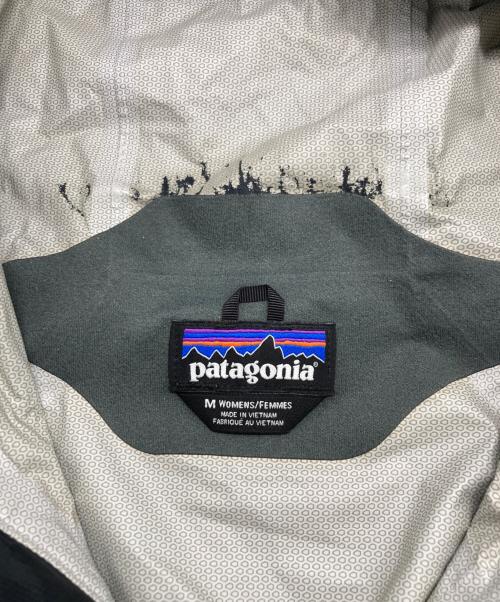 patagonia®
M WOMENS/FEMMES
MADE IN VIETNAM
FABRIQUÉ AU VIETNAM